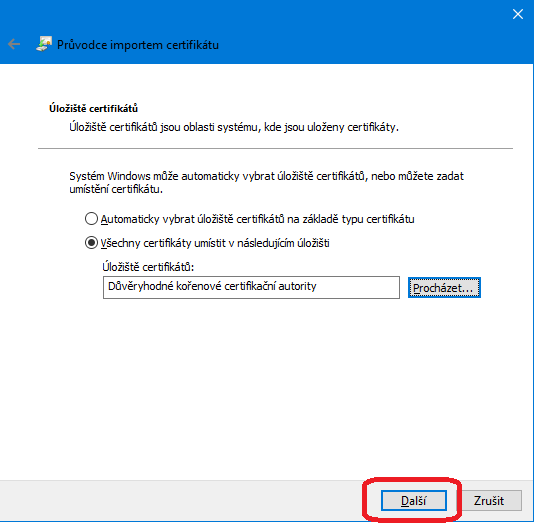 Průvodce importem certifikátu
Úložiště certifikátů
Úložiště certifikátů jsou oblasti systému, kde jsou uloženy certifikáty.
Systém Windows může automaticky vybrat úložiště certifikátů, nebo můžete zadat
umístění certifikátu.
Automaticky vybrat úložiště certifikátů na základě typu certifikátu
Všechny certifikáty umístit v následujícím úložišti
Úložiště certifikátů:
Důvěryhodné kořenové certifikační autority
Procházet...
Další
Zrušit